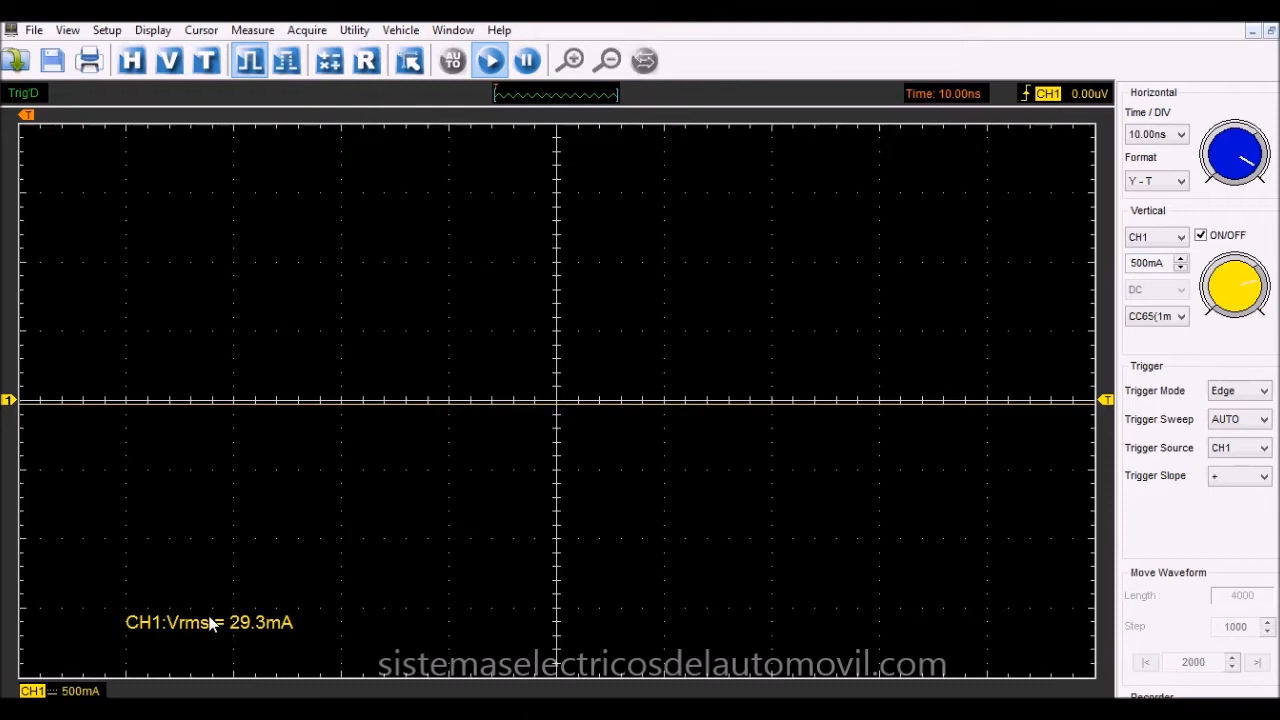 File View Setup Display Cursor Measure Acquire Utility Vehicle Window Help
H V T R AUTO
Trig'D
Time: 10.00ns
CH1 0.00uV
T
Horizontal
Time / DIV
10.00ns
Format
Y - T
Vertical
CH1
ON/OFF
500mA
DC
CC65(1m
1
T
Trigger
Trigger Mode Edge
Trigger Sweep AUTO
Trigger Source CH1
Trigger Slope +
Move Waveform
Length : 4000
Step 1000
|< 2000 >|
CH1:Vrms = 29.3mA
sistemaselectricosdelautomovil.com
CH1 500mA